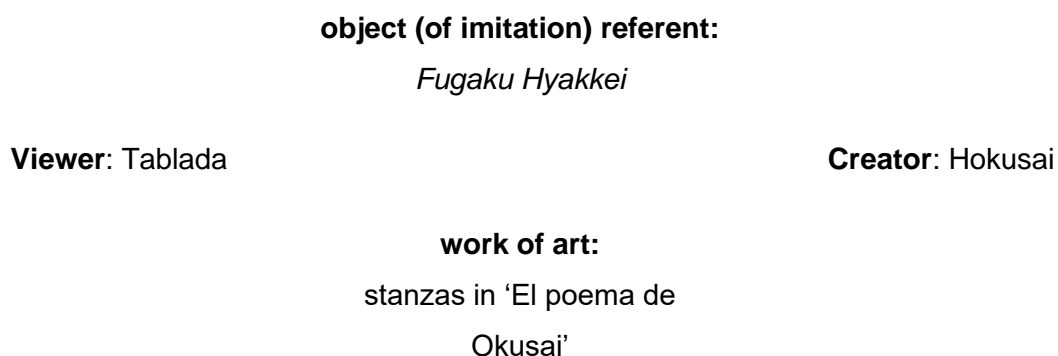 object (of imitation) referent:
Fugaku Hyakkei
Viewer: Tablada
Creator: Hokusai
work of art:
stanzas in ‘El poema de
Okusai’